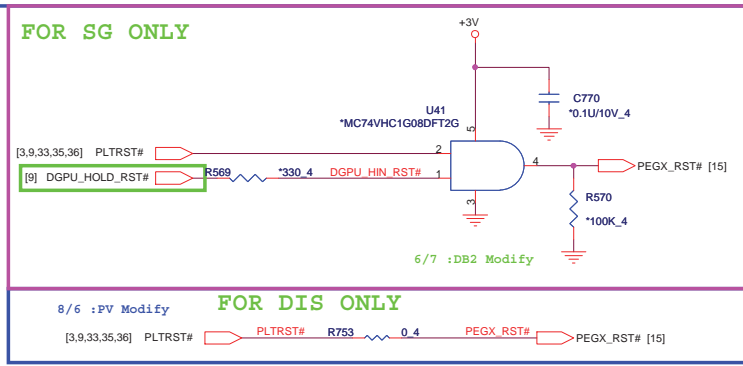 FOR SG ONLY
+3V
U41
*MC74VHC1G08DFT2G
C770
*0.1U/10V_4
5
[3,9,33,35,36] PLTRST#
2
[9] DGPU_HOLD_RST#
R569
*330_4
DGPU_HIN_RST#
1
4
PEGX_RST# [15]
3
R570
*100K_4
6/7 :DB2 Modify
8/6 :PV Modify
FOR DIS ONLY
[3,9,33,35,36] PLTRST#
PLTRST#
R753
0_4
PEGX_RST#
PEGX_RST# [15]